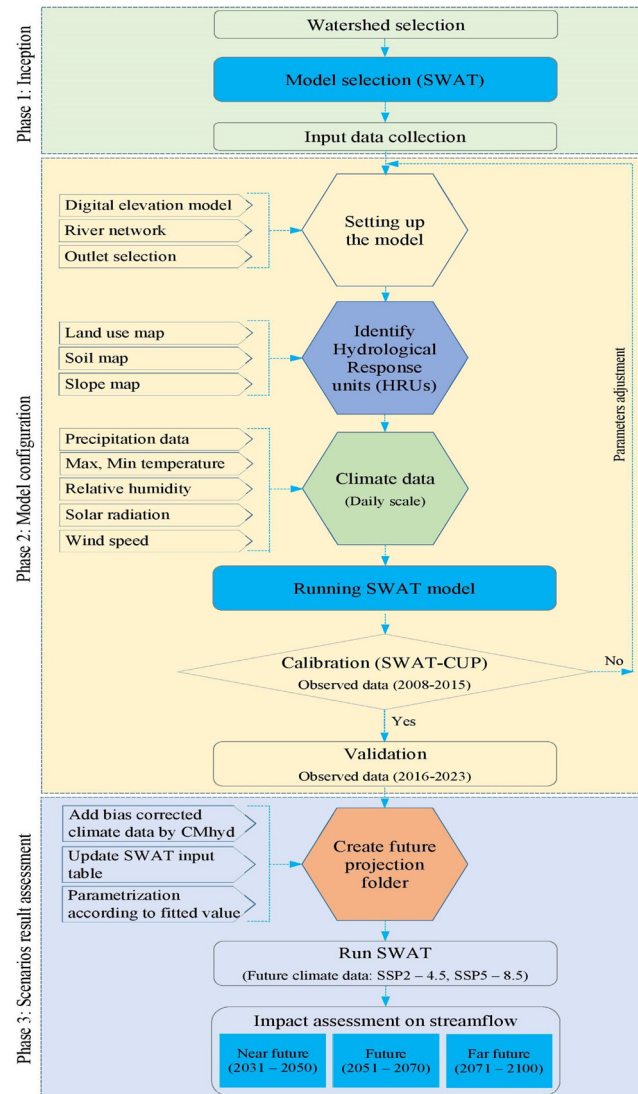 Phase 1: Inception
Watershed selection
Model selection (SWAT)
Input data collection
Phase 2: Model configuration
Digital elevation model
River network
Outlet selection
Setting up
the model
Land use map
Soil map
Slope map
Identify
Hydrological
Response
units (HRUs)
Precipitation data
Max, Min temperature
Relative humidity
Solar radiation
Wind speed
Climate data
(Daily scale)
Parameters adjustment
Running SWAT model
Calibration (SWAT-CUP)
Observed data (2008-2015)
No
Yes
Validation
Observed data (2016-2023)
Phase 3: Scenarios result assessment
Add bias corrected
climate data by CMhyd
Update SWAT input
table
Parametrization
according to fitted value
Create future
projection
folder
Run SWAT
(Future climate data: SSP2 – 4.5, SSP5 – 8.5)
Impact assessment on streamflow
Near future
(2031 – 2050)
Future
(2051 – 2070)
Far future
(2071 – 2100)